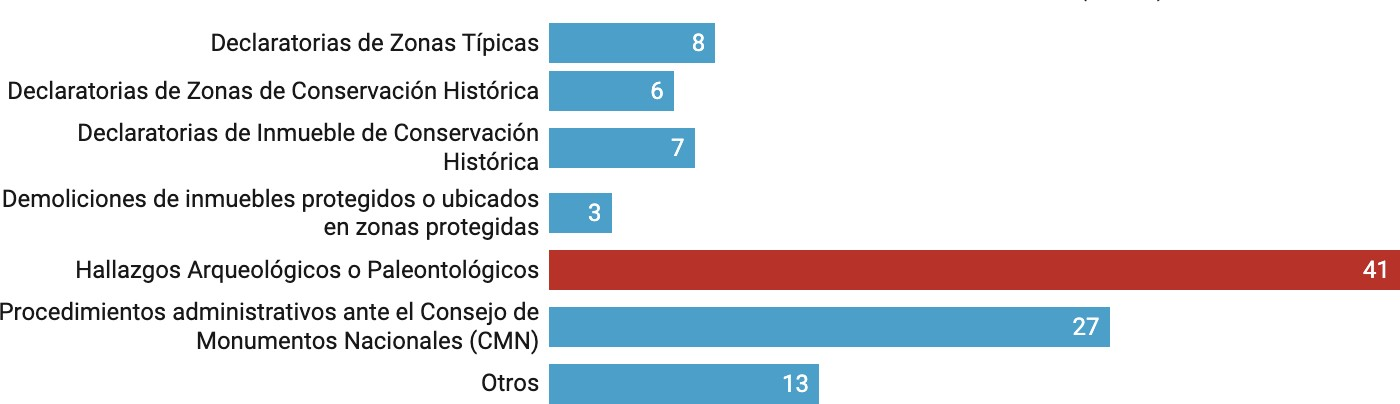 Declaratorias de Zonas Típicas
8
Declaratorias de Zonas de Conservación Histórica
6
Declaratorias de Inmueble de Conservación
Histórica
7
Demoliciones de inmuebles protegidos o ubicados
en zonas protegidas
3
Hallazgos Arqueológicos o Paleontológicos
41
Procedimientos administrativos ante el Consejo de
Monumentos Nacionales (CMN)
27
Otros
13